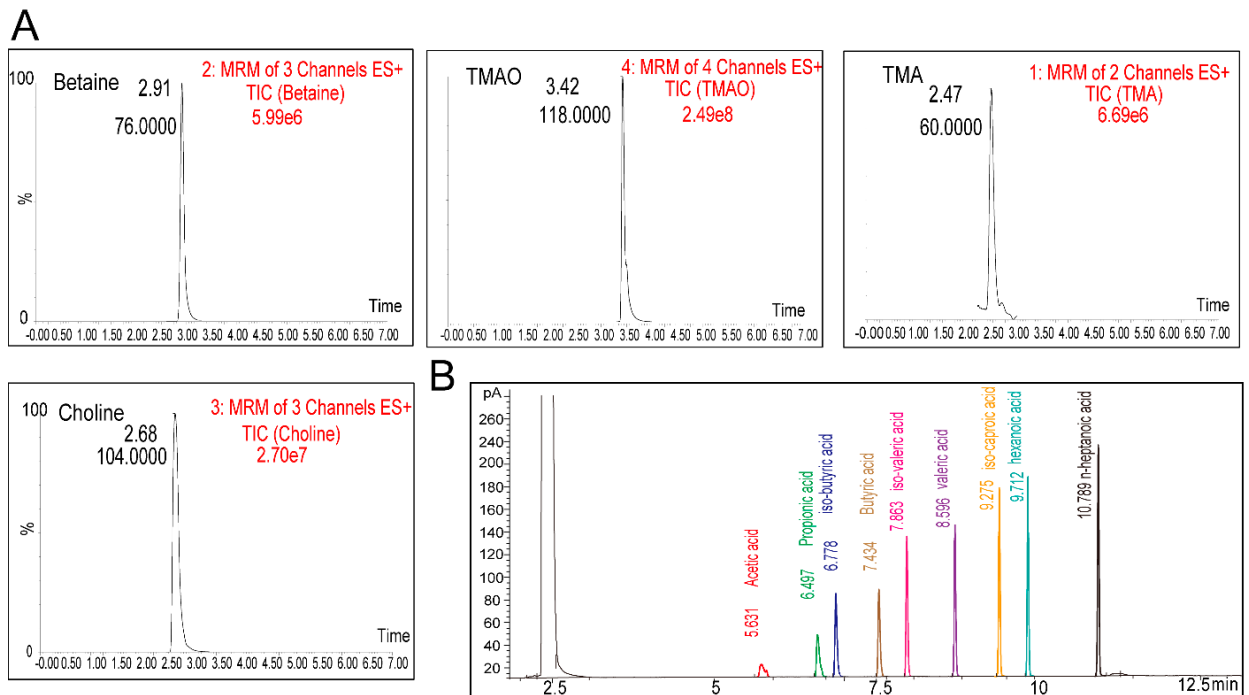 A
Betaine
2.91
76.0000
2: MRM of 3 Channels ES+
TIC (Betaine)
5.99e6
100
%
0
Time
-0.00 0.50 1.00 1.50 2.00 2.50 3.00 3.50 4.00 4.50 5.00 5.50 6.00 6.50 7.00
TMAO
3.42
118.0000
4: MRM of 4 Channels ES+
TIC (TMAO)
2.49e8
Time
-0.00 0.50 1.00 1.50 2.00 2.50 3.00 3.50 4.00 4.50 5.00 5.50 6.00 6.50 7.00
TMA
2.47
60.0000
1: MRM of 2 Channels ES+
TIC (TMA)
6.69e6
Time
-0.00 0.50 1.00 1.50 2.00 2.50 3.00 3.50 4.00 4.50 5.00 5.50 6.00 6.50 7.00
Choline
2.68
104.0000
3: MRM of 3 Channels ES+
TIC (Choline)
2.70e7
100
%
0
Time
-0.00 0.50 1.00 1.50 2.00 2.50 3.00 3.50 4.00 4.50 5.00 5.50 6.00 6.50 7.00
B
pA
260
240
200
180
160
140
120
100
80
60
40
20
5.631 Acetic acid
6.497 Propionic acid
6.778 iso-butyric acid
7.434 Butyric acid
7.863 iso-valeric acid
8.596 valeric acid
9.275 iso-caproic acid
9.712 hexanoic acid
10.789 n-heptanoic acid
2.5 5 7.5 10 12.5min